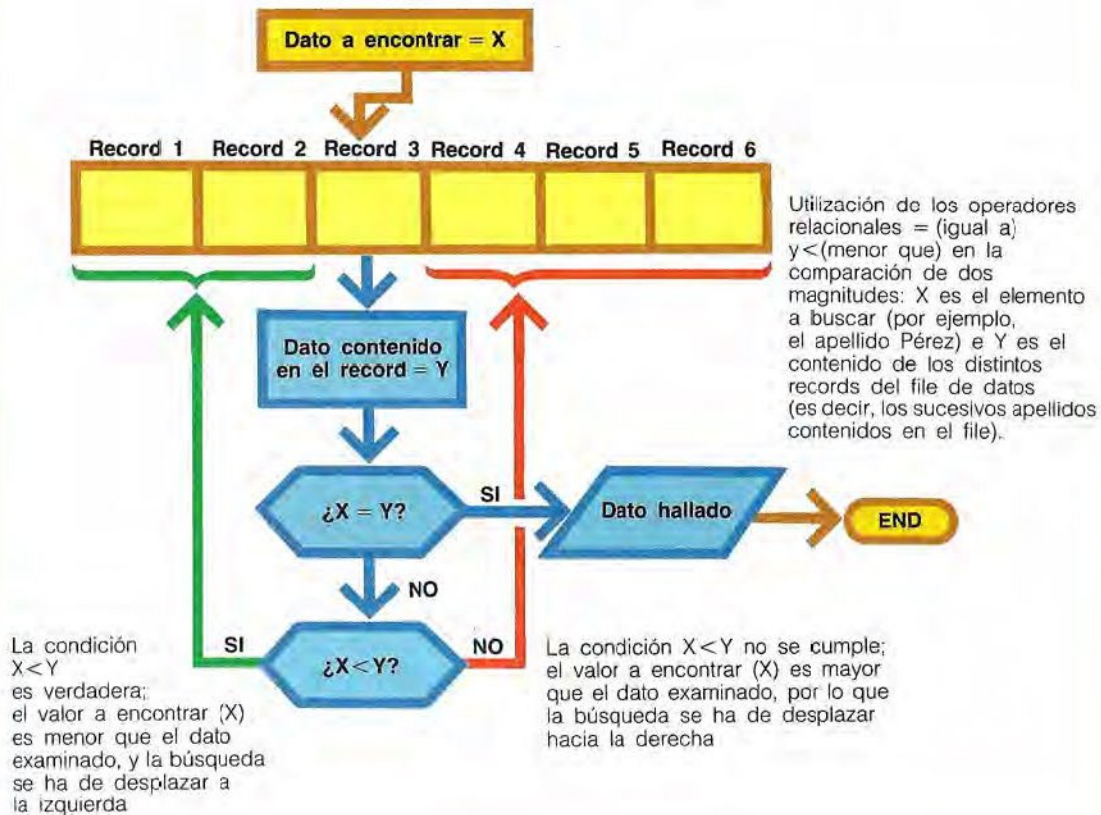 Dato a encontrar = X
Record 1 Record 2 Record 3 Record 4 Record 5 Record 6
Utilización de los operadores
relacionales = (igual a)
y<(menor que) en la
comparación de dos
magnitudes: X es el elemento
a buscar (por ejemplo,
el apellido Pérez) e Y es el
contenido de los distintos
records del file de datos
(es decir, los sucesivos apellidos
contenidos en el file).
Dato contenido
en el record = Y
¿X = Y?
SI
Dato hallado
END
NO
¿X<Y?
SI
NO
La condición
X<Y
es verdadera;
el valor a encontrar (X)
es menor que el dato
examinado, y la búsqueda
se ha de desplazar a
la izquierda
La condición X<Y no se cumple;
el valor a encontrar (X) es mayor
que el dato examinado, por lo que
la búsqueda se ha de desplazar
hacia la derecha